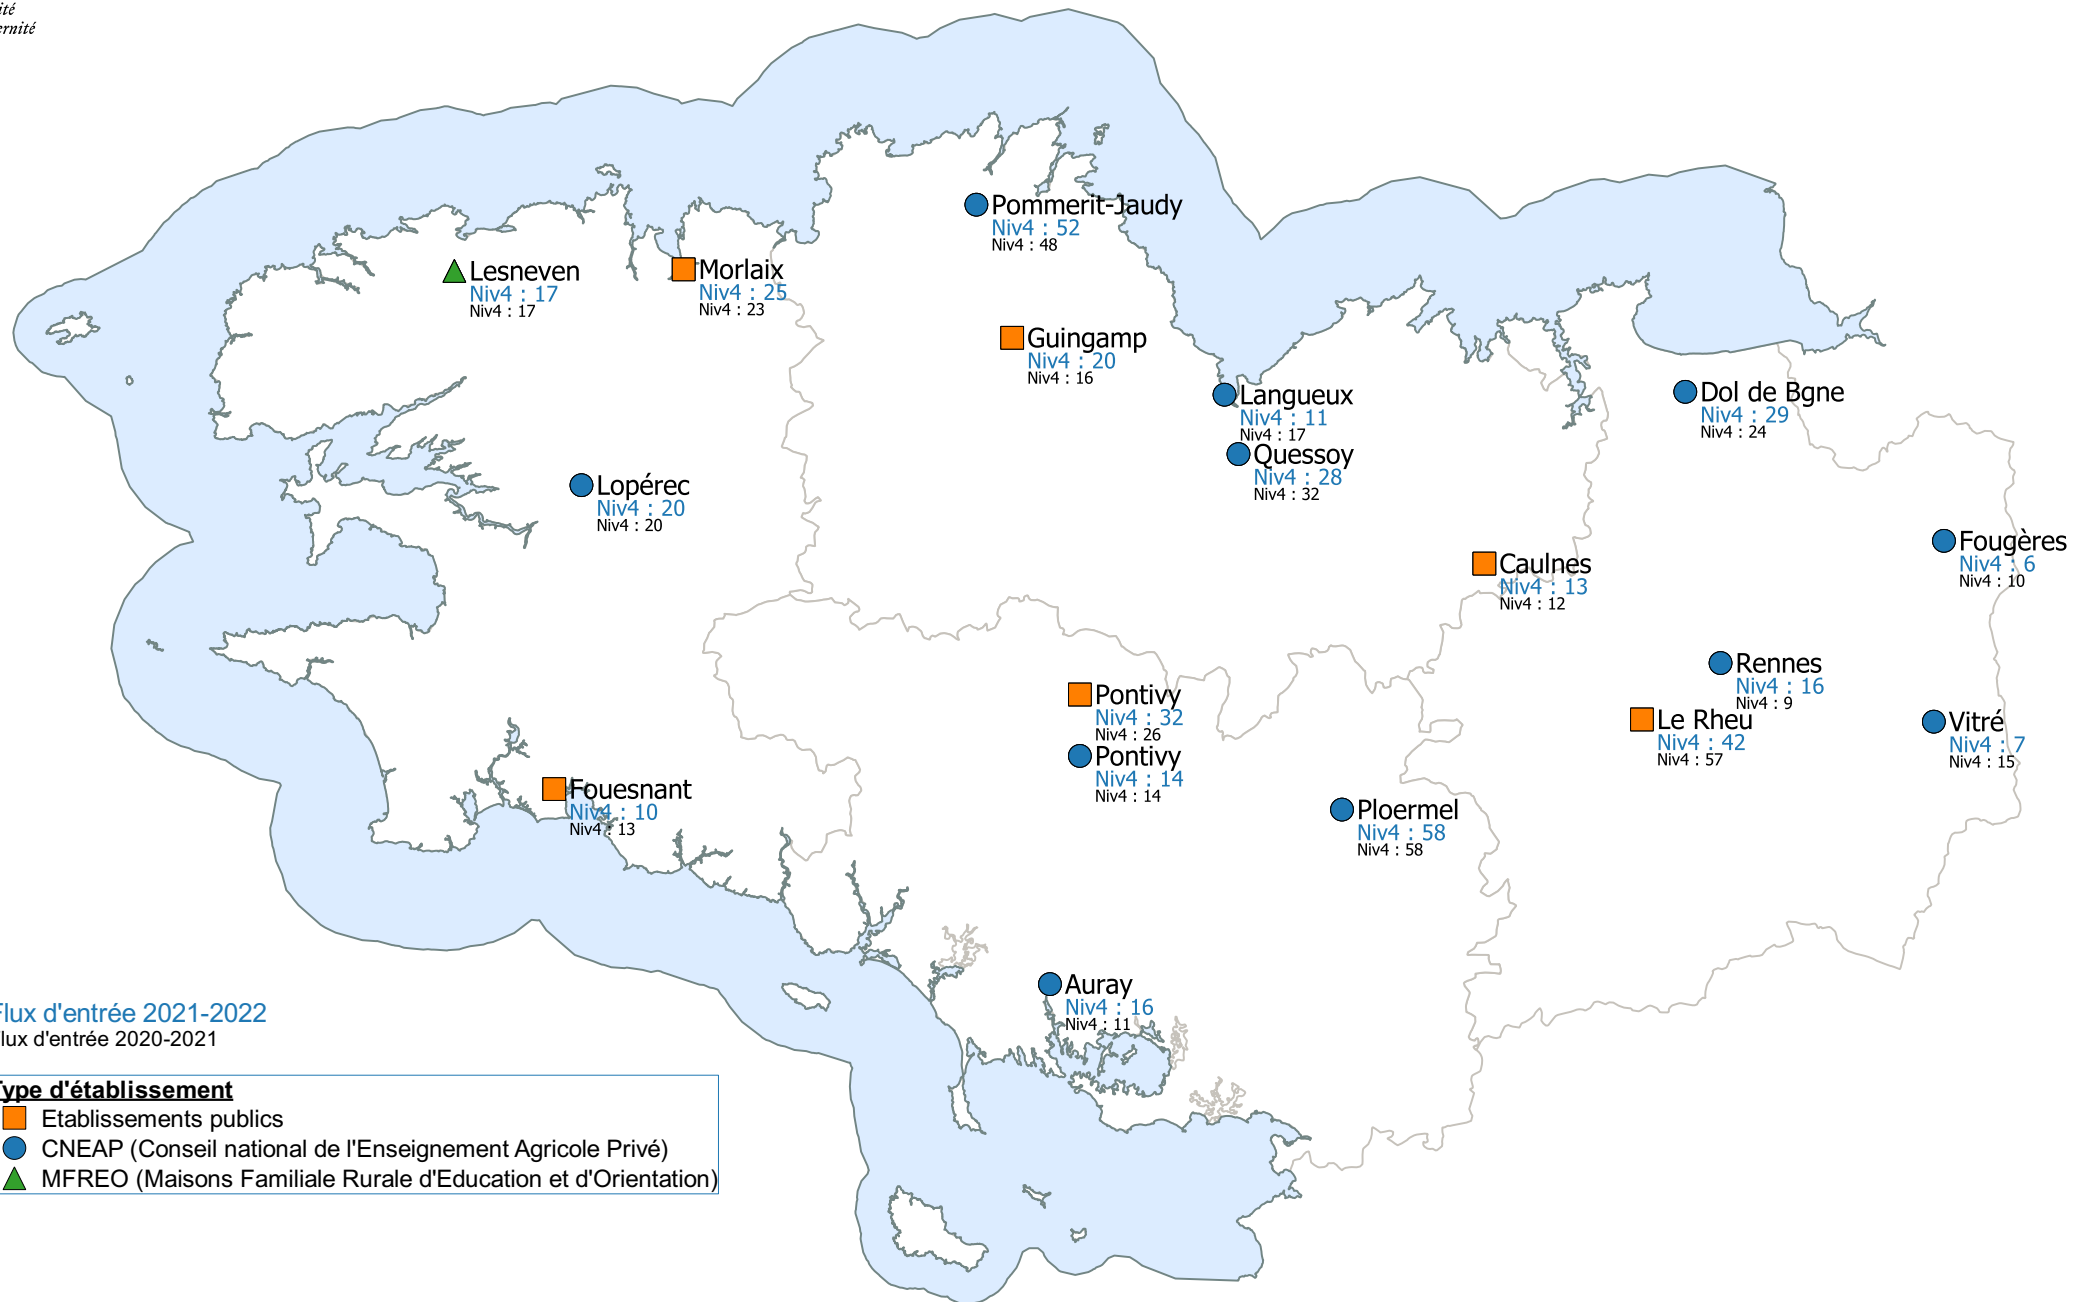 ité
ernité
Pommerit-Jaudy
Niv4 : 52
Niv4 : 48
Lesneven
Niv4 : 17
Niv4 : 17
Morlaix
Niv4 : 25
Niv4 : 23
Guingamp
Niv4 : 20
Niv4 : 16
Langueux
Niv4 : 11
Niv4 : 17
Dol de Bgne
Niv4 : 29
Niv4 : 24
Quessoy
Niv4 : 28
Niv4 : 32
Lopérec
Niv4 : 20
Niv4 : 20
Fougères
Niv4 : 6
Niv4 : 10
Caulnes
Niv4 : 13
Niv4 : 12
Rennes
Niv4 : 16
Niv4 : 9
Pontivy
Niv4 : 32
Niv4 : 26
Le Rheu
Niv4 : 42
Niv4 : 57
Vitré
Niv4 : 7
Niv4 : 15
Pontivy
Niv4 : 14
Niv4 : 14
Fouesnant
Niv4 : 10
Niv4 : 13
Ploermel
Niv4 : 58
Niv4 : 58
Auray
Niv4 : 16
Niv4 : 11
Flux d'entrée 2021-2022
lux d'entrée 2020-2021
Type d'établissement
Etablissements publics
CNEAP (Conseil national de l'Enseignement Agricole Privé)
MFREO (Maisons Familiale Rurale d'Education et d'Orientation)